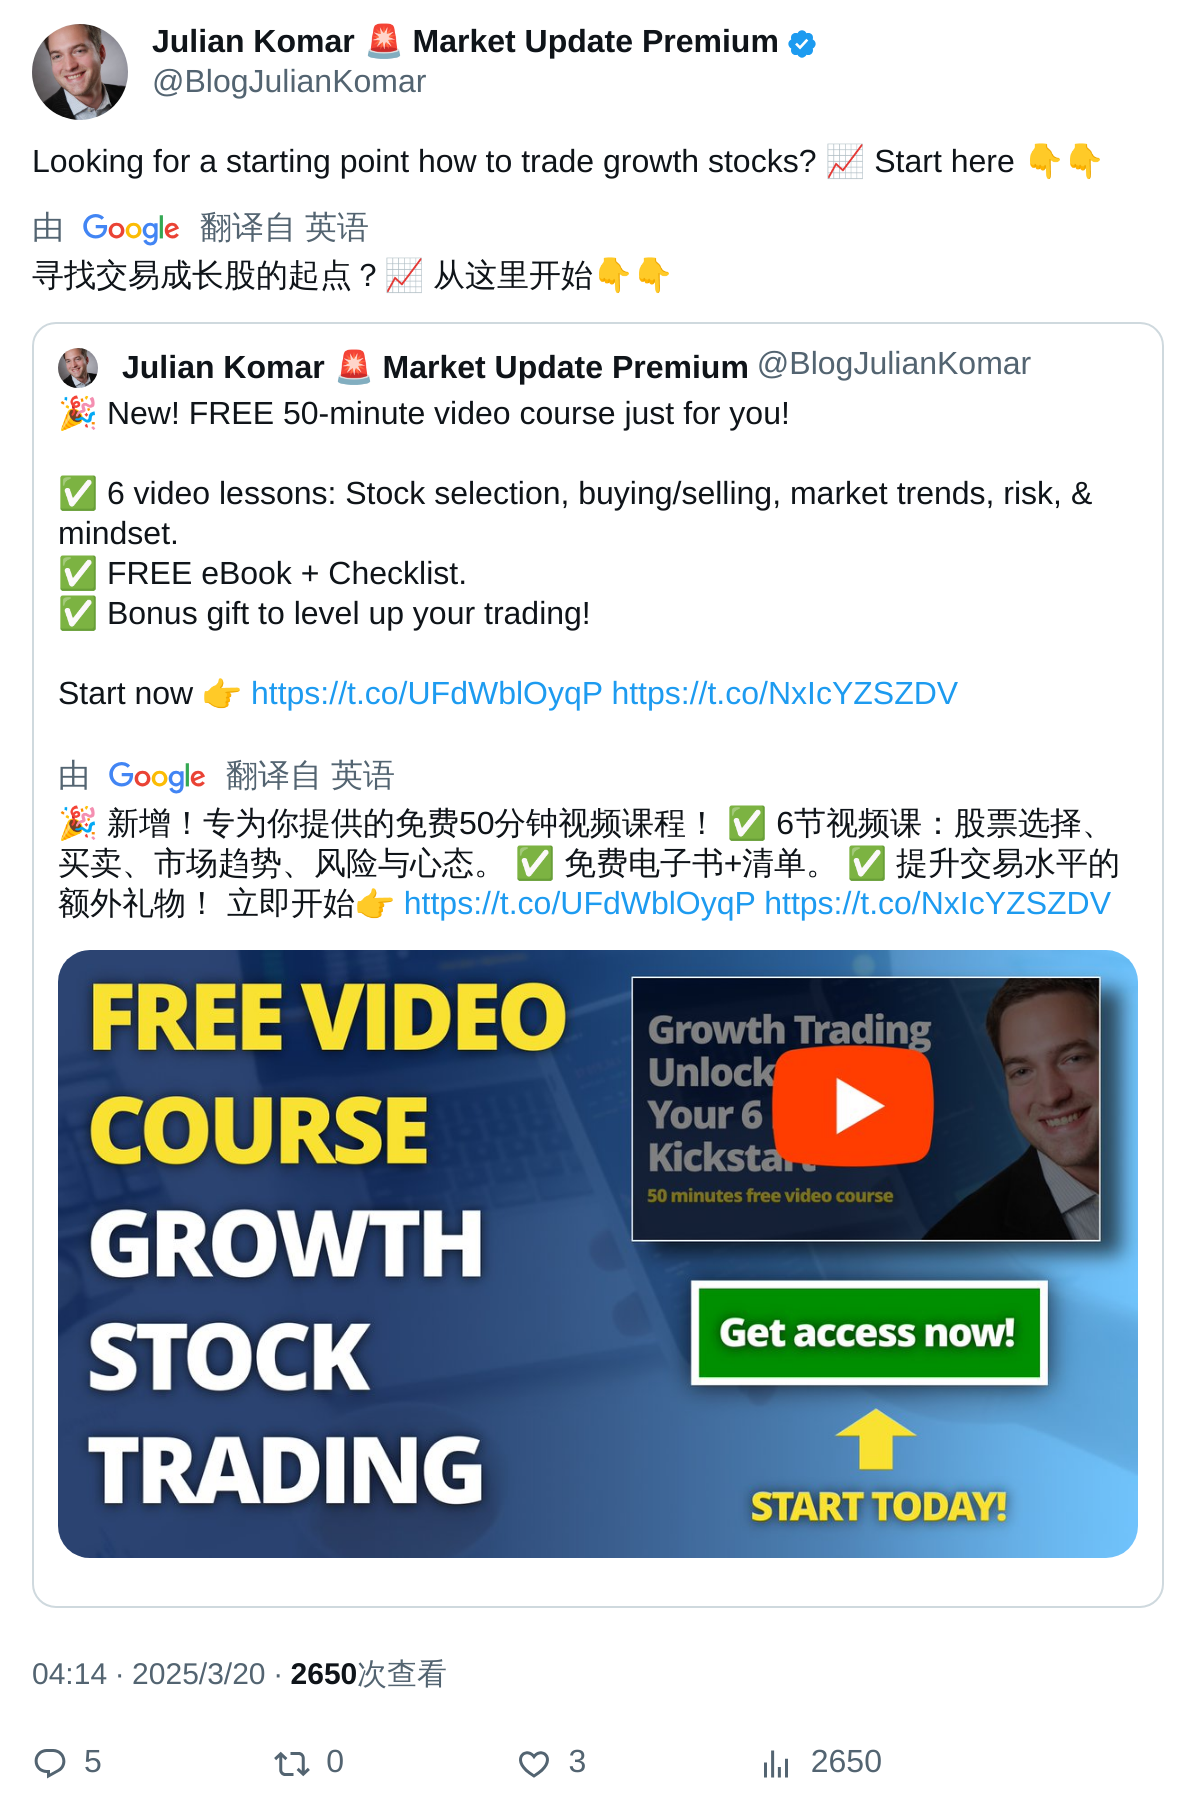 Julian Komar 🚨 Market Update Premium
@BlogJulianKomar
Looking for a starting point how to trade growth stocks? 📈 Start here 👇👇
由 Google 翻译自 英语
寻找交易成长股的起点？📈 从这里开始👇👇
Julian Komar 🚨 Market Update Premium @BlogJulianKomar
🎉 New! FREE 50-minute video course just for you!
✅ 6 video lessons: Stock selection, buying/selling, market trends, risk, &
mindset.
✅ FREE eBook + Checklist.
✅ Bonus gift to level up your trading!
Start now 👉 https://t.co/UFdWblOyqP https://t.co/NxIcYZSZDV
由 Google 翻译自 英语
🎉 新增！专为你提供的免费50分钟视频课程！ ✅ 6节视频课：股票选择、
买卖、市场趋势、风险与心态。 ✅ 免费电子书+清单。 ✅ 提升交易水平的
额外礼物！ 立即开始👉 https://t.co/UFdWblOyqP https://t.co/NxIcYZSZDV
FREE VIDEO
COURSE
GROWTH
STOCK
TRADING
Growth Trading
Unlock
Your 6
Kickstart
50 minutes free video course
Get access now!
START TODAY!
04:14 · 2025/3/20 · 2650次查看
5 0 3 2650